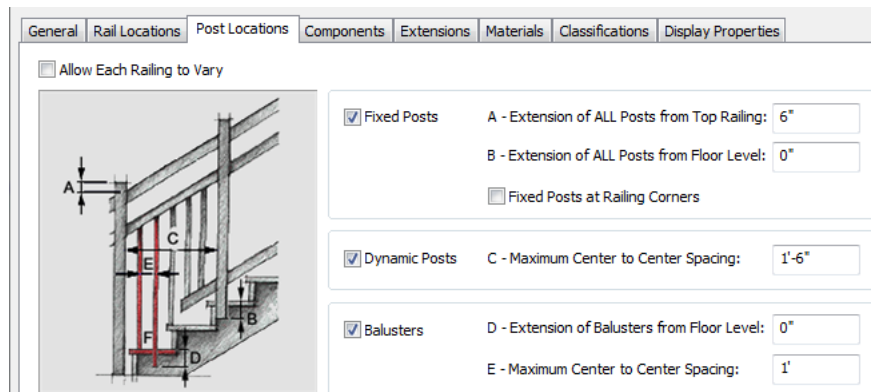 General Rail Locations Post Locations Components Extensions Materials Classifications Display Properties
Allow Each Railing to Vary
Fixed Posts A - Extension of ALL Posts from Top Railing: 6"
B - Extension of ALL Posts from Floor Level: 0"
Fixed Posts at Railing Corners
Dynamic Posts C - Maximum Center to Center Spacing: 1'-6"
Balusters D - Extension of Balusters from Floor Level: 0"
E - Maximum Center to Center Spacing: 1'
A
C
E
B
F
D